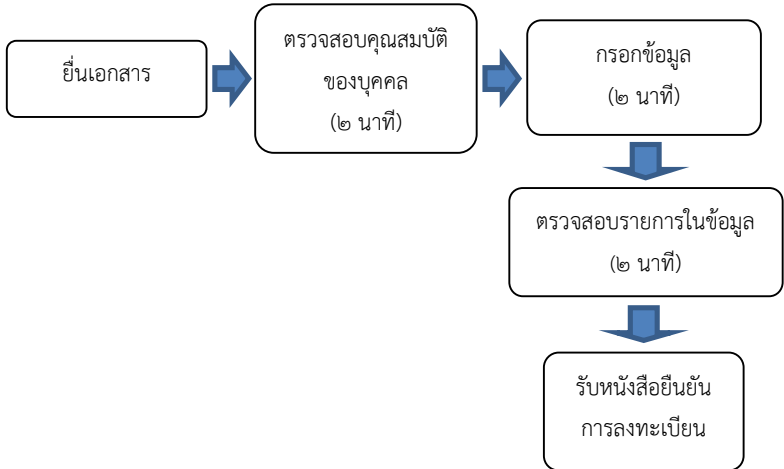 ยื่นเอกสาร
ตรวจสอบคุณสมบัติ
ของบุคคล
(๒ นาที)
กรอกข้อมูล
(๒ นาที)
ตรวจสอบรายการในข้อมูล
(๒ นาที)
รับหนังสือยืนยัน
การลงทะเบียน